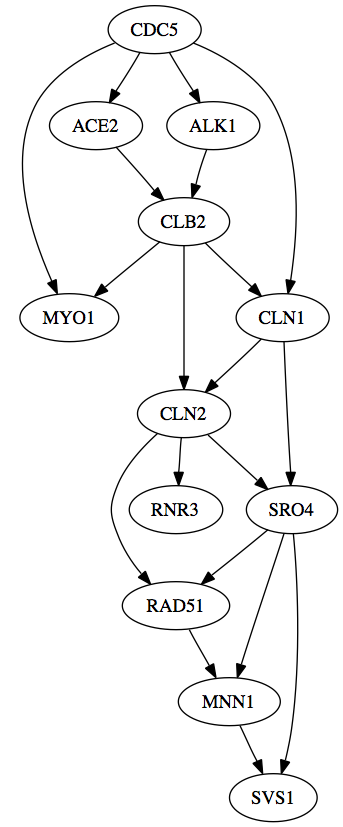 CDC5
ACE2
ALK1
CLB2
MYO1
CLN1
CLN2
RNR3
SRO4
RAD51
MNN1
SVS1